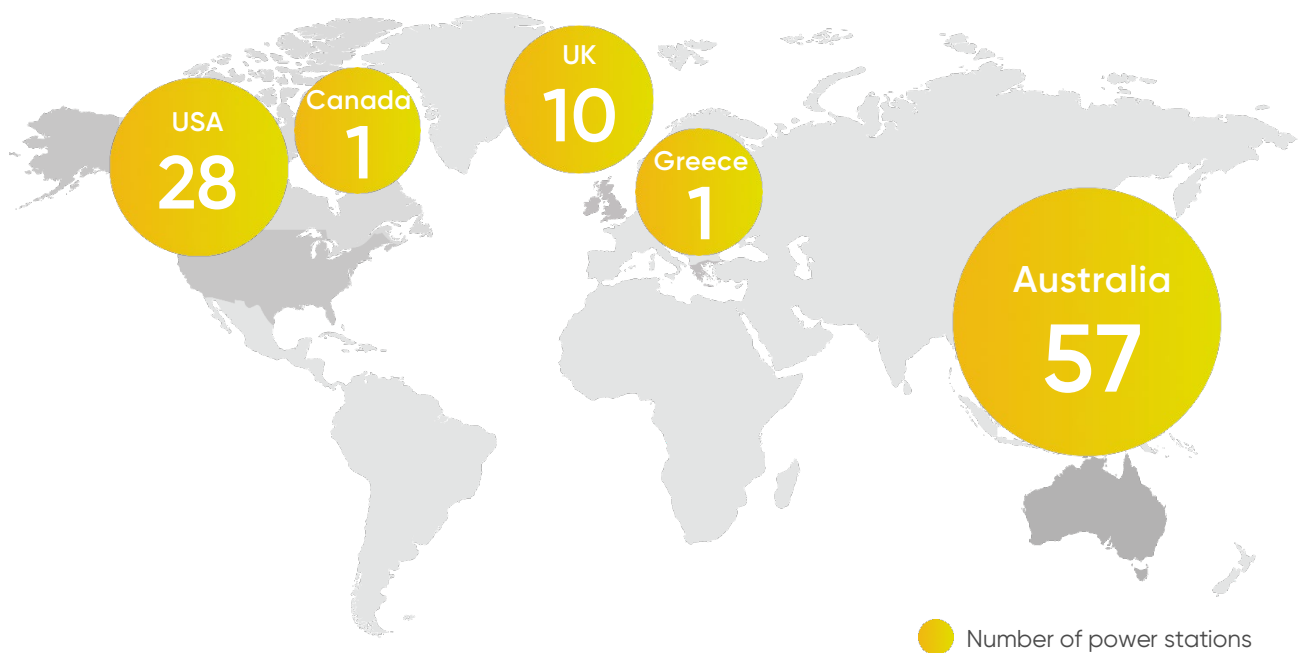 USA
28
Canada
1
UK
10
Greece
1
Australia
57
Number of power stations